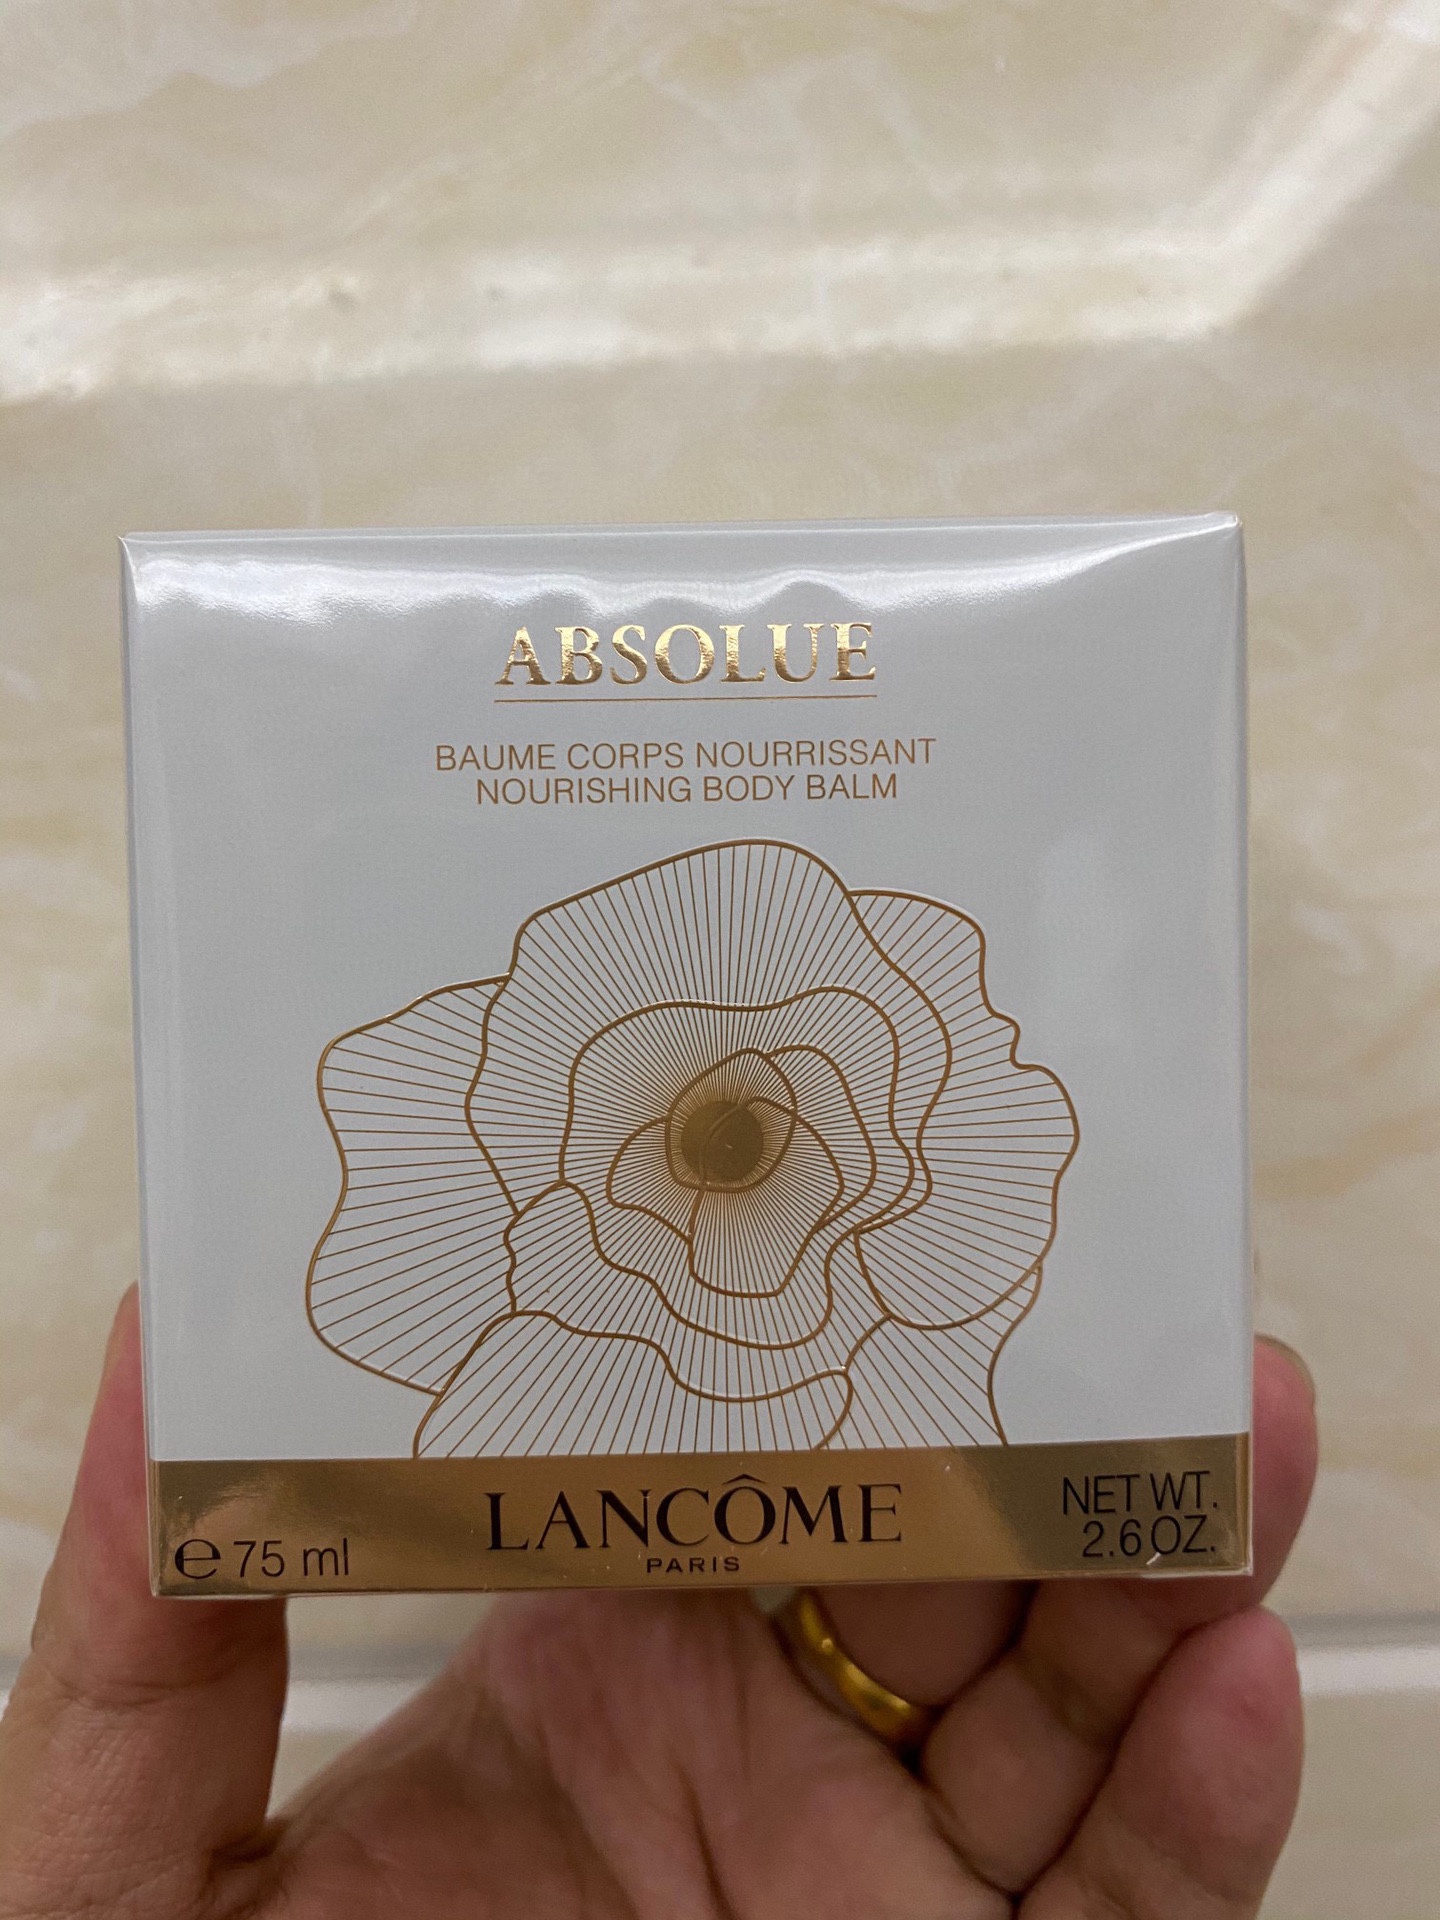 ABSOLUE
BAUME CORPS NOURRISSANT
NOURISHING BODY BALM
LANCÔME
PARIS
℮ 75 ml
NET WT.
2.6 OZ.